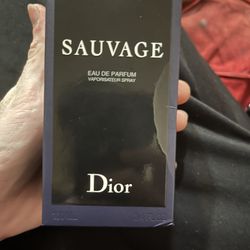 SAUVAGE
EAU DE PARFUM
VAPORISATEUR SPRAY
Dior